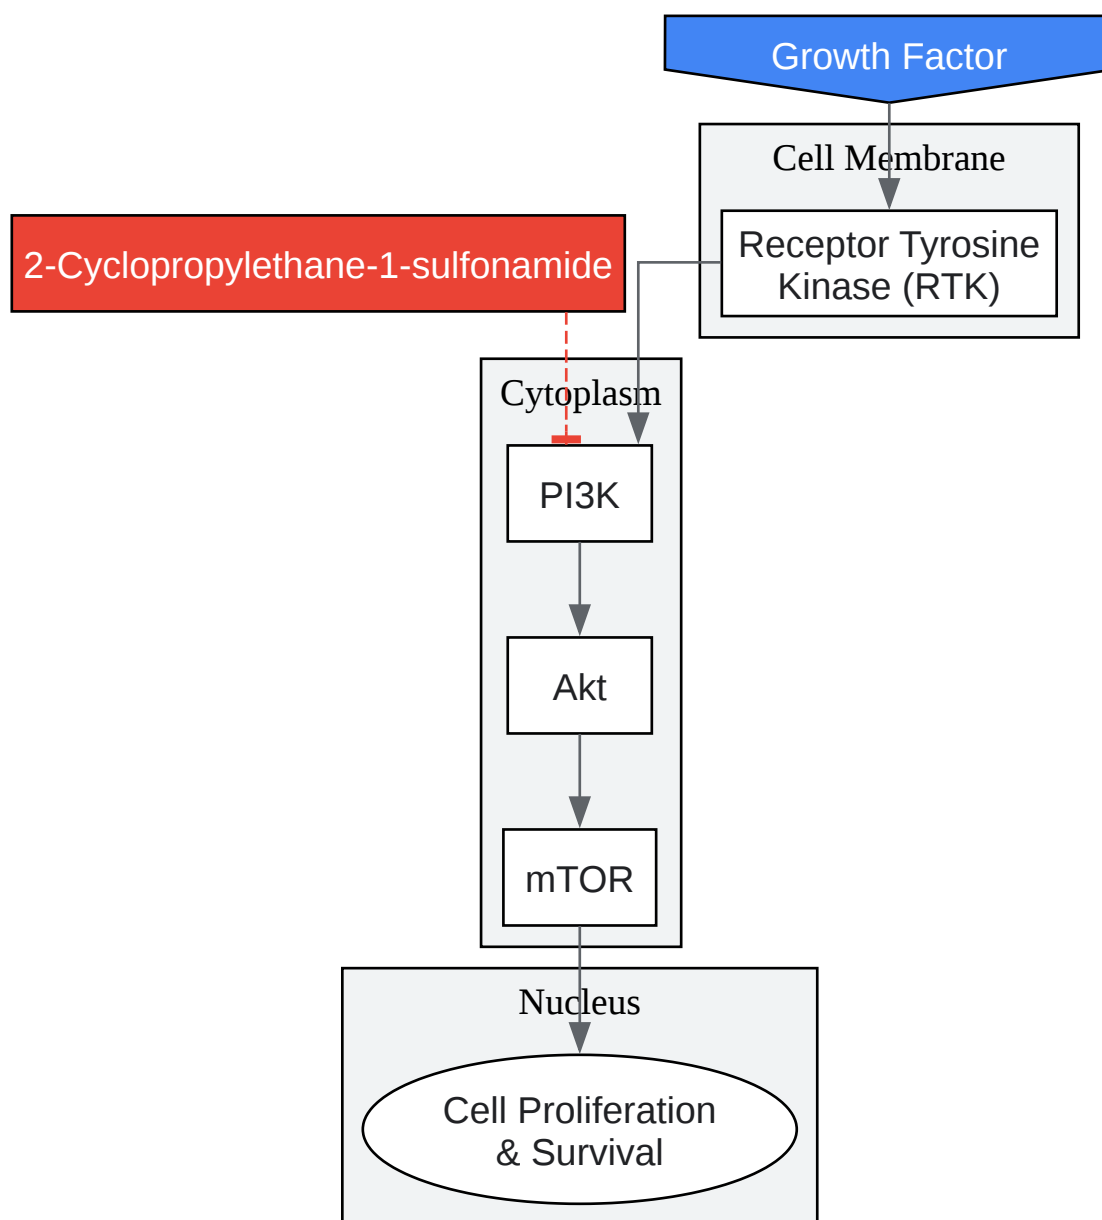 Growth Factor
Cell Membrane
Receptor Tyrosine
Kinase (RTK)
2-Cyclopropylethane-1-sulfonamide
Cytoplasm
PI3K
Akt
mTOR
Nucleus
Cell Proliferation
& Survival